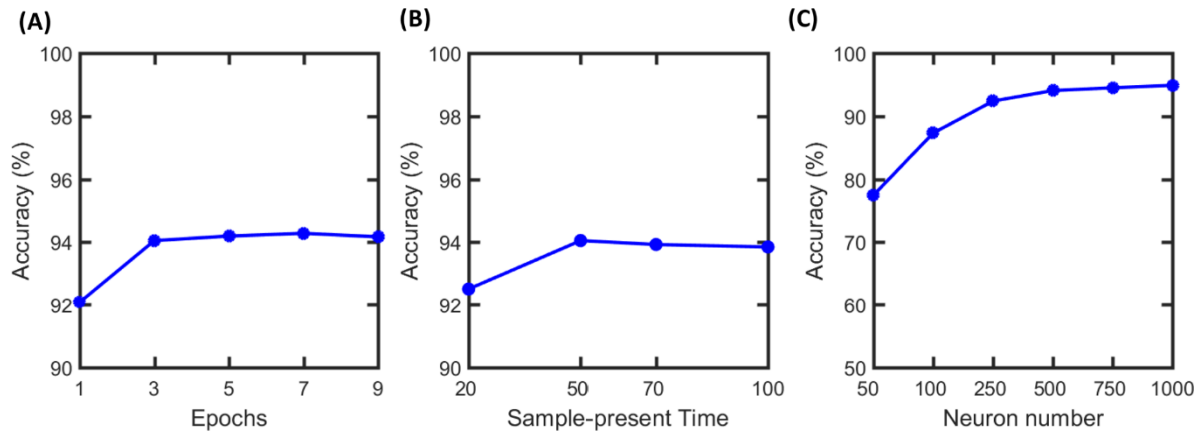 (A)
100
98
96
94
92
90
Accuracy (%)
1 3 5 7 9
Epochs
(B)
100
98
96
94
92
90
Accuracy (%)
20 50 70 100
Sample-present Time
(C)
100
90
80
70
60
50
Accuracy (%)
50 100 250 500 750 1000
Neuron number